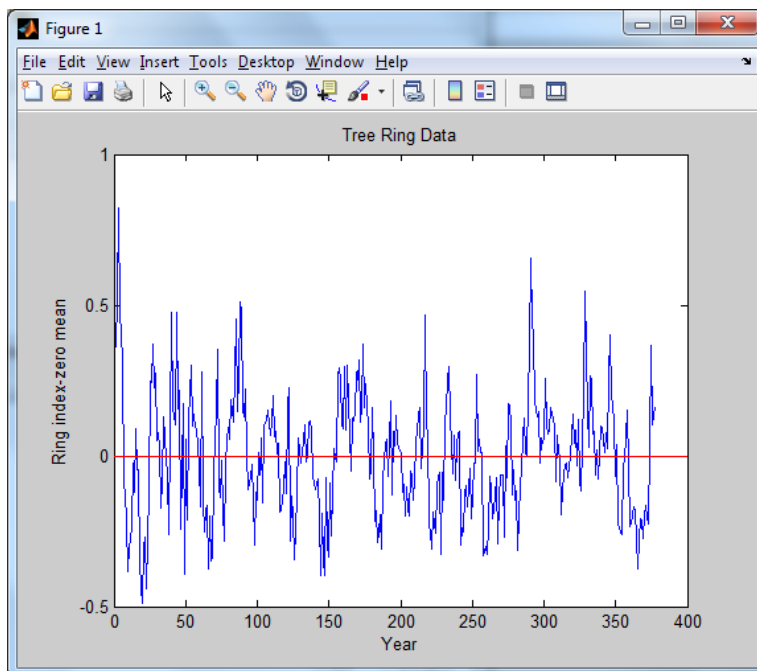 Figure 1
File Edit View Insert Tools Desktop Window Help
Tree Ring Data
1
0.5
0
-0.5
Ring index-zero mean
0 50 100 150 200 250 300 350 400
Year